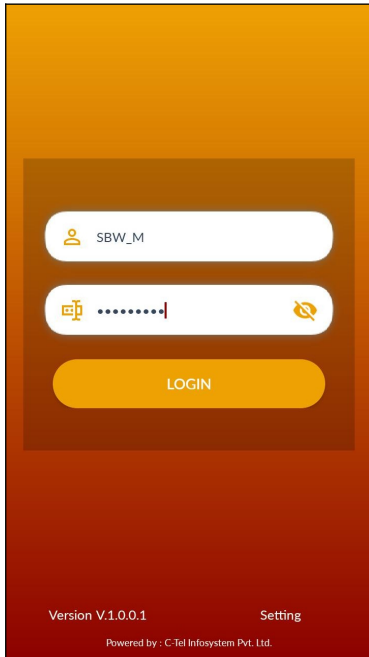 SBW_M
•••••••••
LOGIN
Version V.1.0.0.1 Setting
Powered by : C-Tel Infosystem Pvt. Ltd.